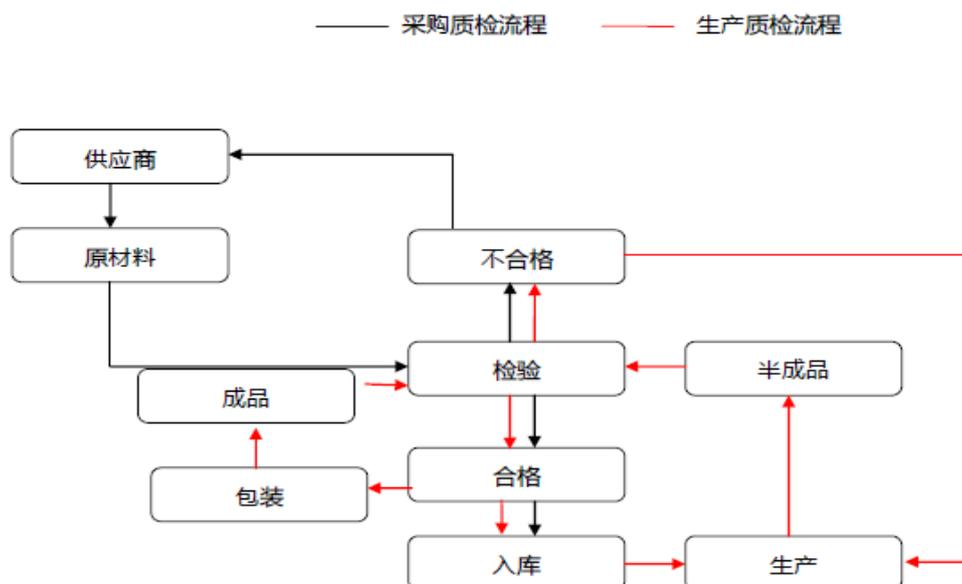 采购质检流程 生产质检流程
供应商
原材料
不合格
检验
半成品
成品
合格
包装
入库
生产